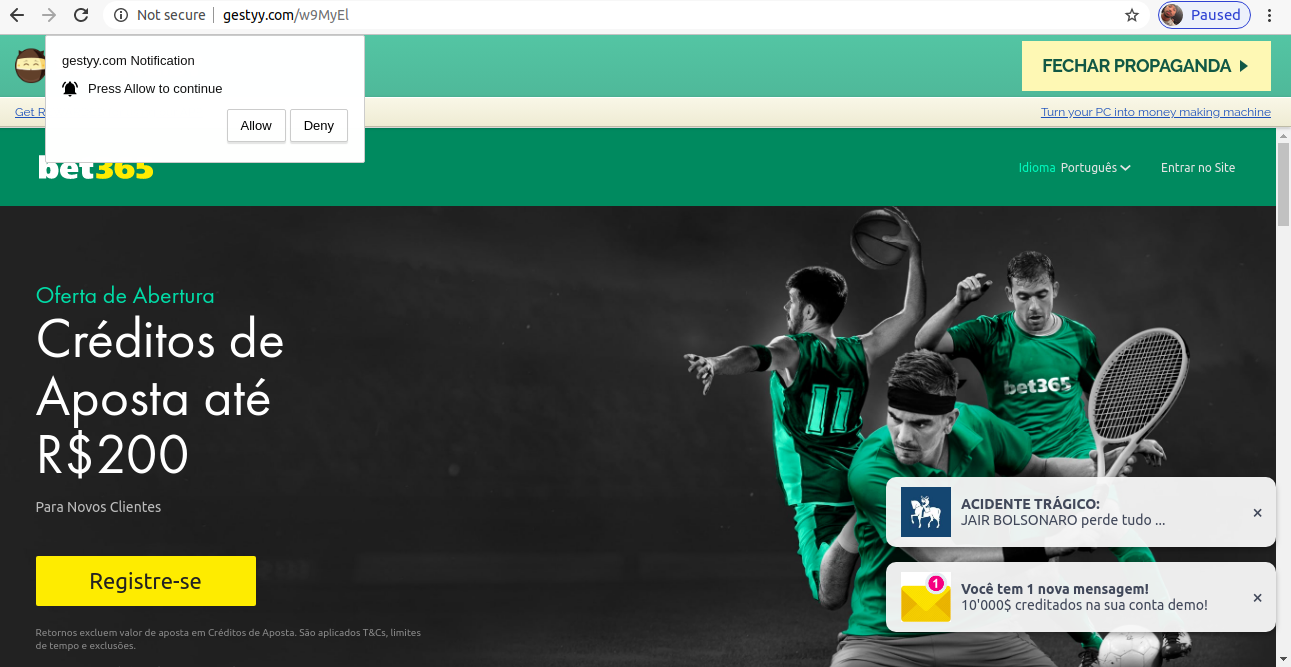 Not secure
gestyy.com/w9MyEl
Paused
gestyy.com Notification
Press Allow to continue
Allow
Deny
FECHAR PROPAGANDA
Get R
Turn your PC into money making machine
bet365
Idioma Português
Entrar no Site
Oferta de Abertura
Créditos de
Aposta até
R$200
Para Novos Clientes
Registre-se
Retornos excluem valor de aposta em Créditos de Aposta. São aplicados T&Cs, limites
de tempo e exclusões.
11
bet365
ACIDENTE TRÁGICO:
JAIR BOLSONARO perde tudo ...
1
Você tem 1 nova mensagem!
10'000$ creditados na sua conta demo!